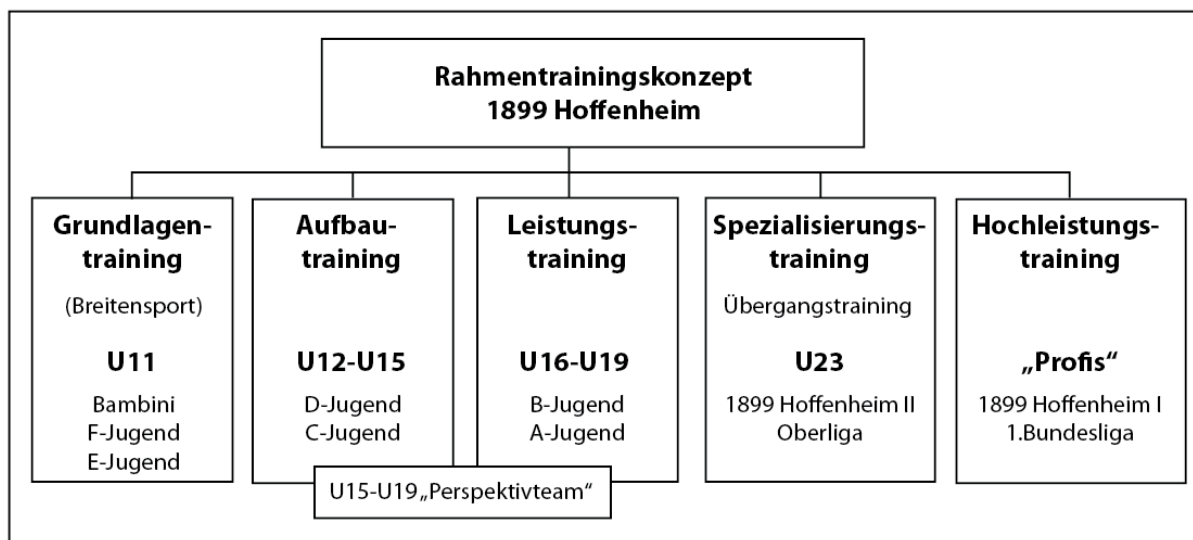 Rahmentrainingskonzept
1899 Hoffenheim
Grundlagen-
training
(Breitensport)
U11
Bambini
F-Jugend
E-Jugend
Aufbau-
training
U12-U15
D-Jugend
C-Jugend
Leistungs-
training
U16-U19
B-Jugend
A-Jugend
U15-U19 „Perspektivteam“
Spezialisierungs-
training
Übergangstraining
U23
1899 Hoffenheim II
Oberliga
Hochleistungs-
training
„Profis“
1899 Hoffenheim I
1.Bundesliga